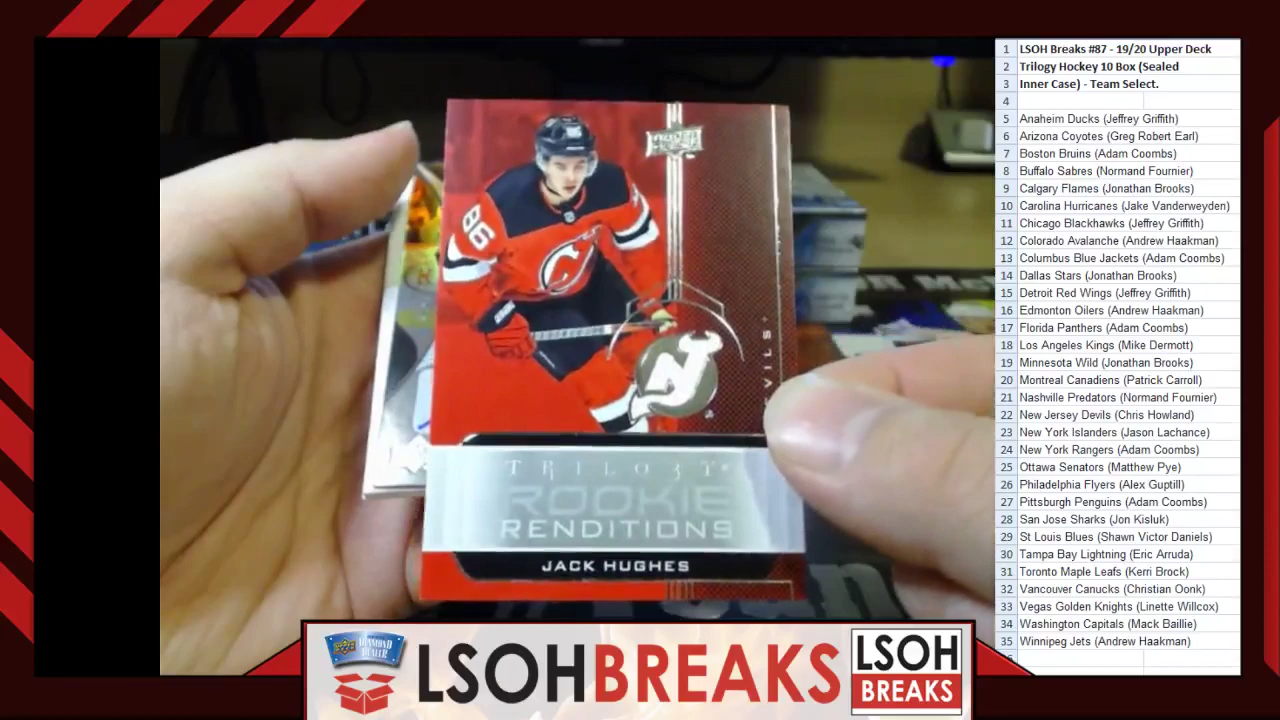 1 LSOH Breaks #87 - 19/20 Upper Deck
2 Trilogy Hockey 10 Box (Sealed
3 Inner Case) - Team Select.
4
5 Anaheim Ducks (Jeffrey Griffith)
6 Arizona Coyotes (Greg Robert Earl)
7 Boston Bruins (Adam Coombs)
8 Buffalo Sabres (Normand Fournier)
9 Calgary Flames (Jonathan Brooks)
10 Carolina Hurricanes (Jake Vanderweyden)
11 Chicago Blackhawks (Jeffrey Griffith)
12 Colorado Avalanche (Andrew Haakman)
13 Columbus Blue Jackets (Adam Coombs)
14 Dallas Stars (Jonathan Brooks)
15 Detroit Red Wings (Jeffrey Griffith)
16 Edmonton Oilers (Andrew Haakman)
17 Florida Panthers (Adam Coombs)
18 Los Angeles Kings (Mike Dermott)
19 Minnesota Wild (Jonathan Brooks)
20 Montreal Canadiens (Patrick Carroll)
21 Nashville Predators (Normand Fournier)
22 New Jersey Devils (Chris Howland)
23 New York Islanders (Jason Lachance)
24 New York Rangers (Adam Coombs)
25 Ottawa Senators (Matthew Pye)
26 Philadelphia Flyers (Alex Guptill)
27 Pittsburgh Penguins (Adam Coombs)
28 San Jose Sharks (Jon Kisluk)
29 St Louis Blues (Shawn Victor Daniels)
30 Tampa Bay Lightning (Eric Arruda)
31 Toronto Maple Leafs (Kerri Brock)
32 Vancouver Canucks (Christian Oonk)
33 Vegas Golden Knights (Linette Willcox)
34 Washington Capitals (Mack Baillie)
35 Winnipeg Jets (Andrew Haakman)
UPPER DECK
86
TRILOGY
ROOKIE
RENDITIONS
JACK HUGHES
UPPER DECK
DIAMOND
DEALER
LSOHBREAKS
LSOH
BREAKS